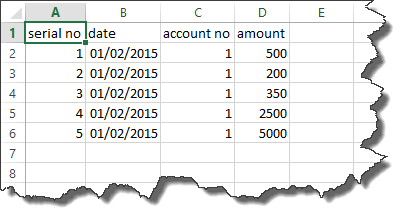 A B C D E
1 serial no date account no amount
2 1 01/02/2015 1 500
3 2 01/02/2015 1 200
4 3 01/02/2015 1 350
5 4 01/02/2015 1 2500
6 5 01/02/2015 1 5000
7
8